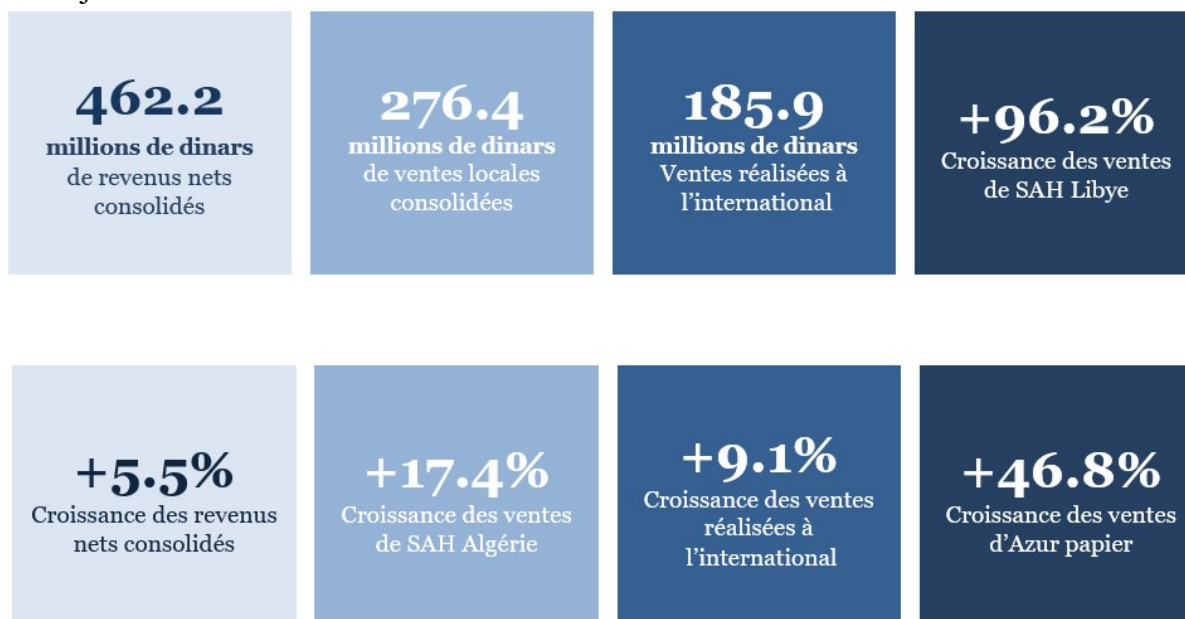 462.2
millions de dinars
de revenus nets
consolidés
276.4
millions de dinars
de ventes locales
consolidées
185.9
millions de dinars
Ventes réalisées à
l'international
+96.2%
Croissance des ventes
de SAH Libye
+5.5%
Croissance des revenus
nets consolidés
+17.4%
Croissance des ventes
de SAH Algérie
+9.1%
Croissance des ventes
réalisées à
l'international
+46.8%
Croissance des ventes
d'Azur papier